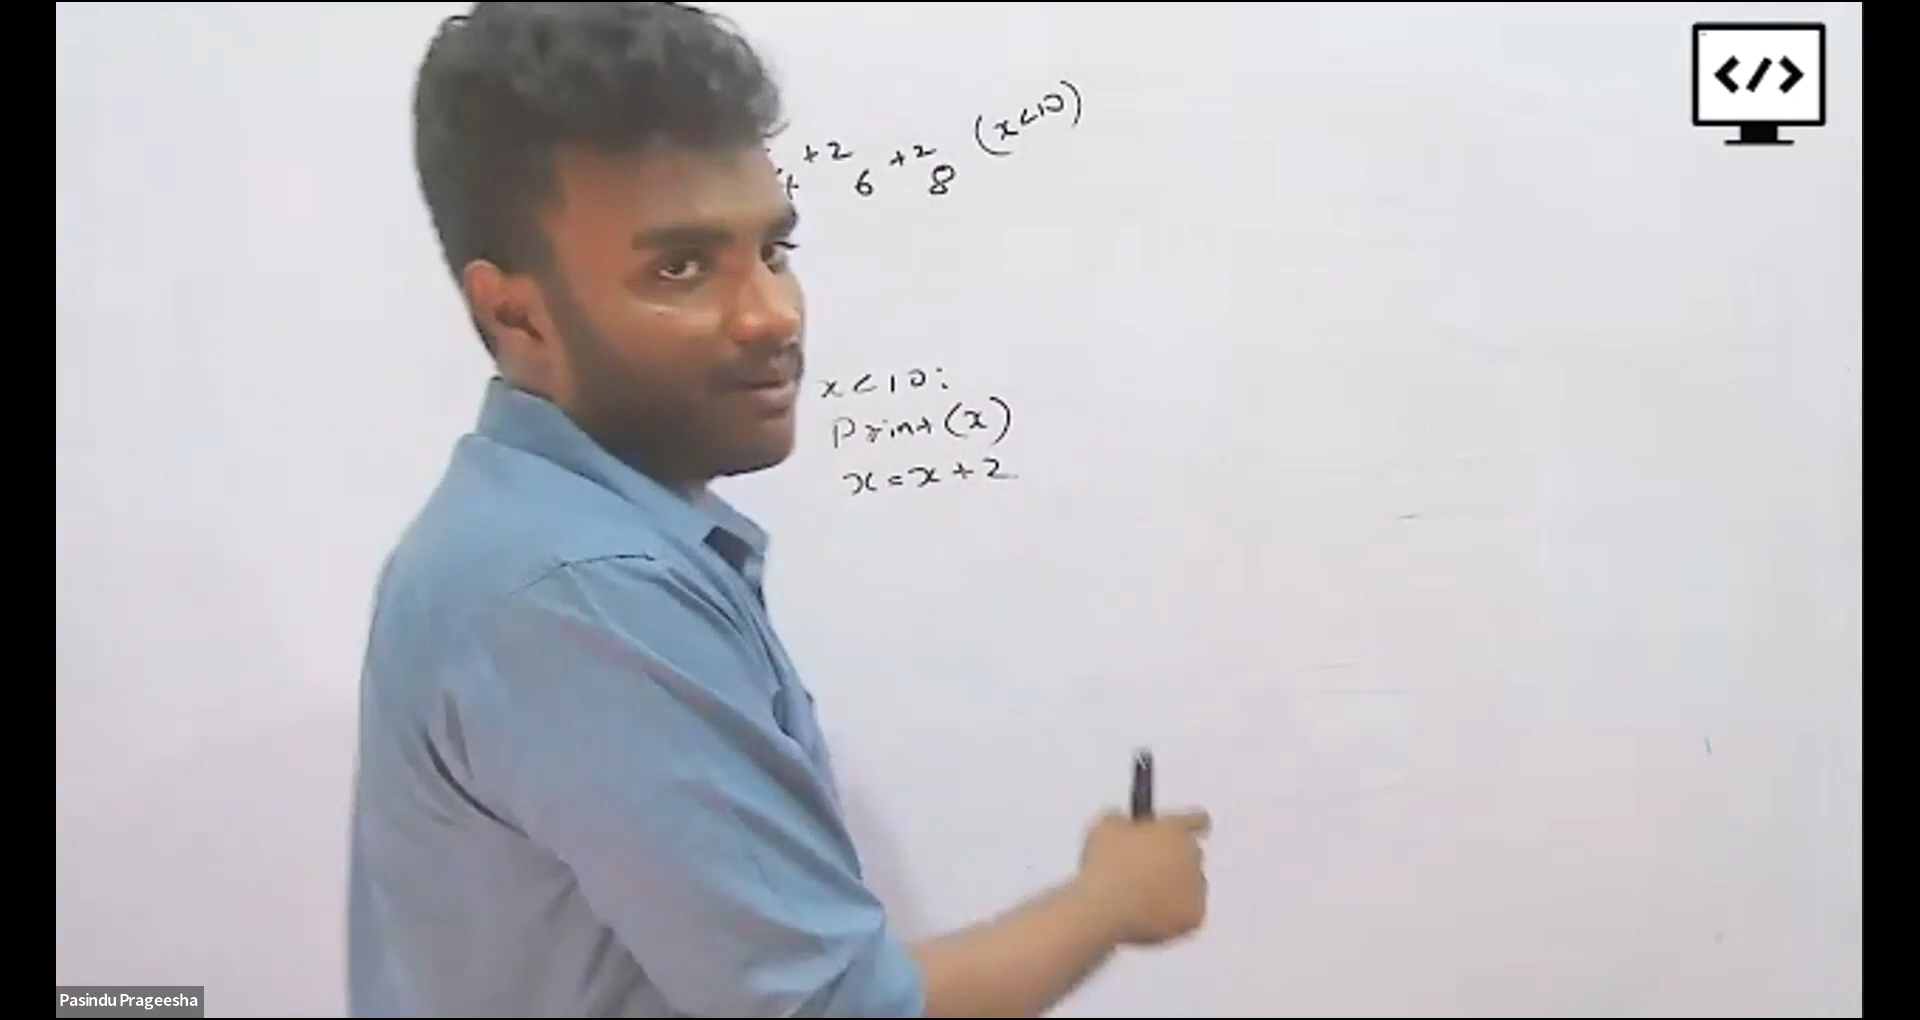 </>
(x<10)
+2 +2
6 8
x<10:
Print(x)
x=x+2
Pasindu Prageesha